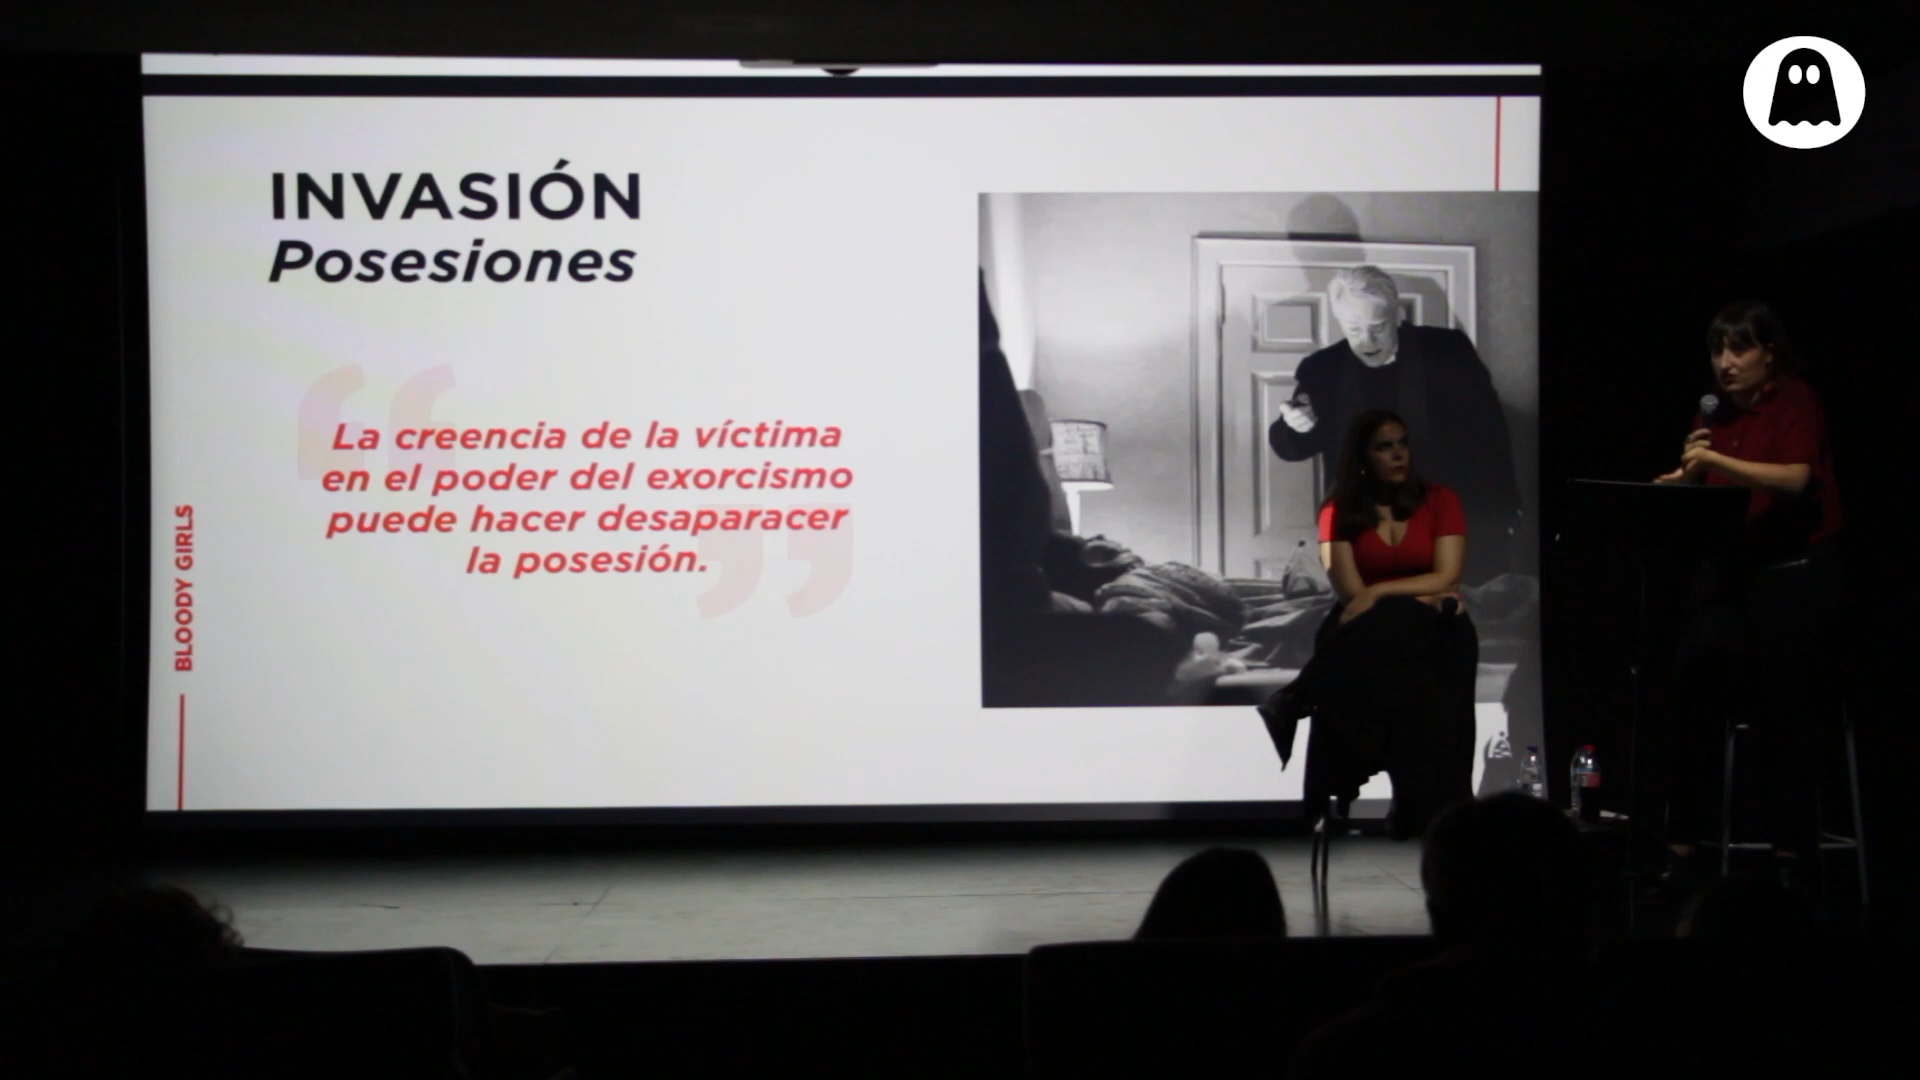 INVASIÓN
Posesiones
La creencia de la víctima
en el poder del exorcismo
puede hacer desaparacer
la posesión.
BLOODY GIRLS